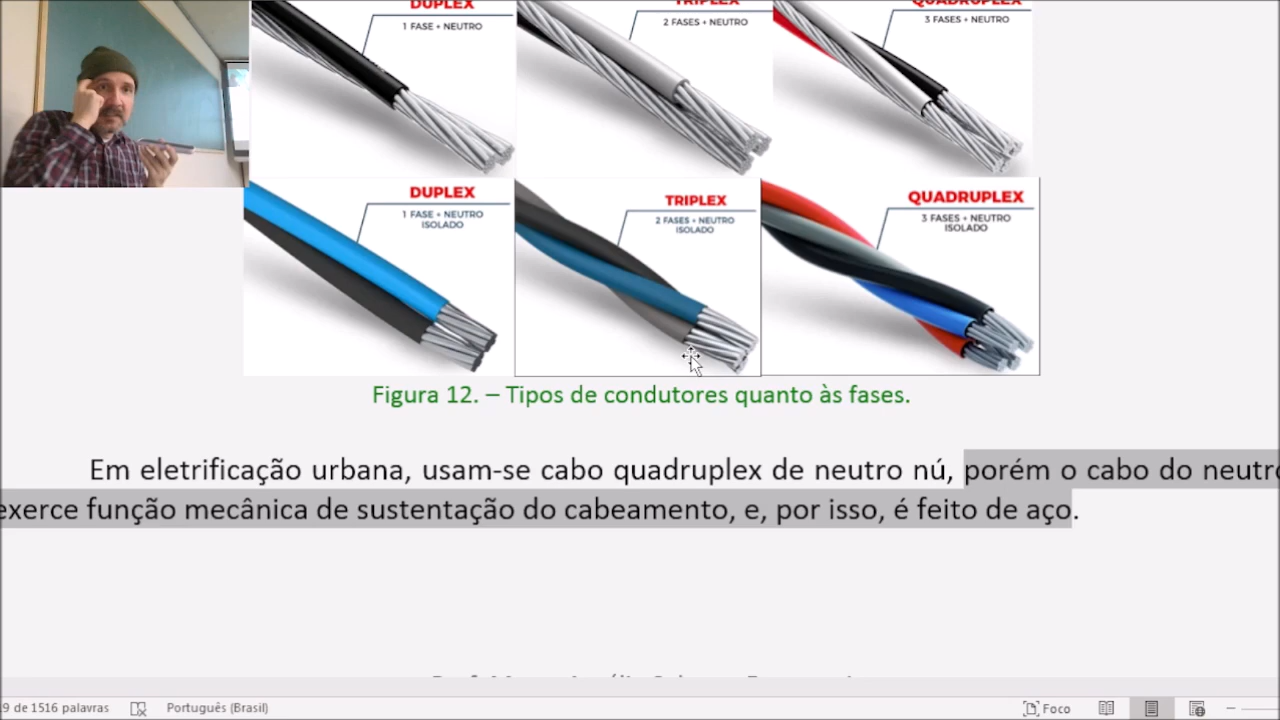 DUPLEX
1 FASE + NEUTRO
TRIPLEX
2 FASES + NEUTRO
QUADRUPLEX
3 FASES + NEUTRO
DUPLEX
1 FASE + NEUTRO
ISOLADO
TRIPLEX
2 FASES + NEUTRO
ISOLADO
QUADRUPLEX
3 FASES + NEUTRO
ISOLADO
Figura 12. – Tipos de condutores quanto às fases.
Em eletrificação urbana, usam-se cabo quadruplex de neutro nú, porém o cabo do neutro
exerce função mecânica de sustentação do cabeamento, e, por isso, é feito de aço.
9 de 1516 palavras
Português (Brasil)
Foco